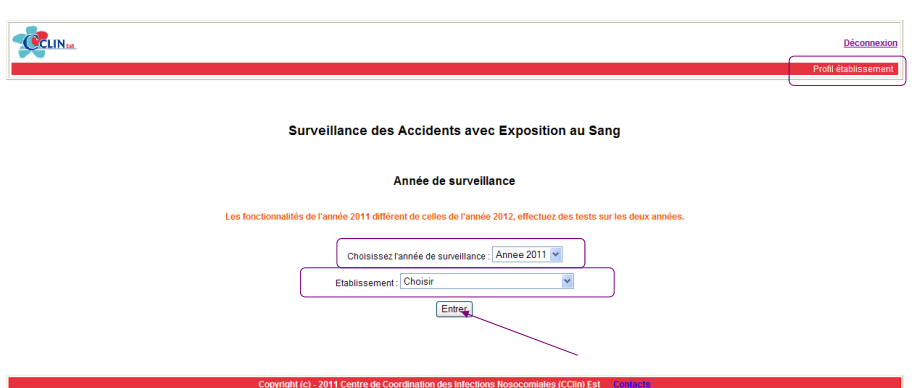 CCLIN Est
Déconnexion
Profil établissement
Surveillance des Accidents avec Exposition au Sang
Année de surveillance
Les fonctionnalités de l'année 2011 différent de celles de l'année 2012, effectuez des tests sur les deux années.
Choisissez l'année de surveillance : Annee 2011
Etablissement : Choisir
Entrer
Copyright (c) - 2011 Centre de Coordination des Infections Nosocomiales (CClin) Est Contacts